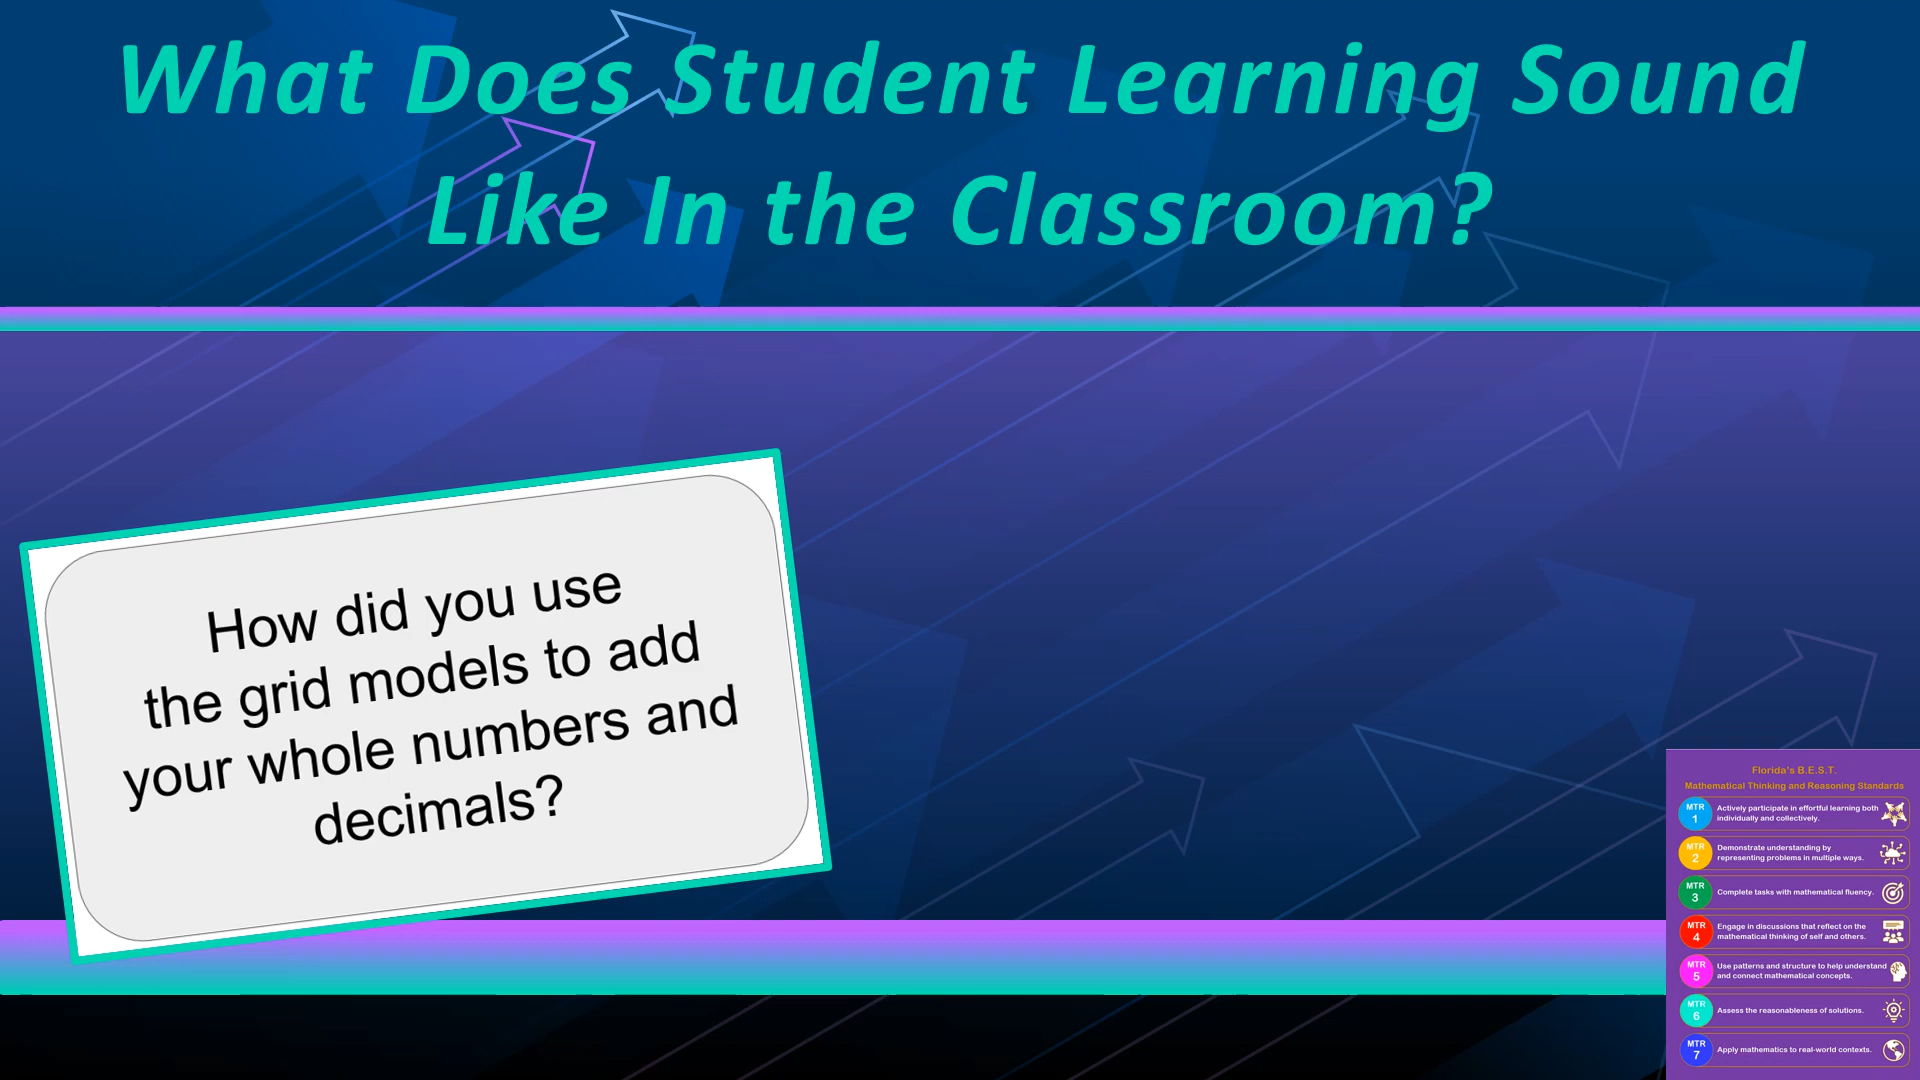 What Does Student Learning Sound
Like In the Classroom?
How did you use
the grid models to add
your whole numbers and
decimals?
Florida's B.E.S.T.
Mathematical Thinking and Reasoning Standards
MTR
1
Actively participate in effortful learning both
individually and collectively.
MTR
2
Demonstrate understanding by
representing problems in multiple ways.
MTR
3
Complete tasks with mathematical fluency.
MTR
4
Engage in discussions that reflect on the
mathematical thinking of self and others.
MTR
5
Use patterns and structure to help understand
and connect mathematical concepts.
MTR
6
Assess the reasonableness of solutions.
MTR
7
Apply mathematics to real-world contexts.